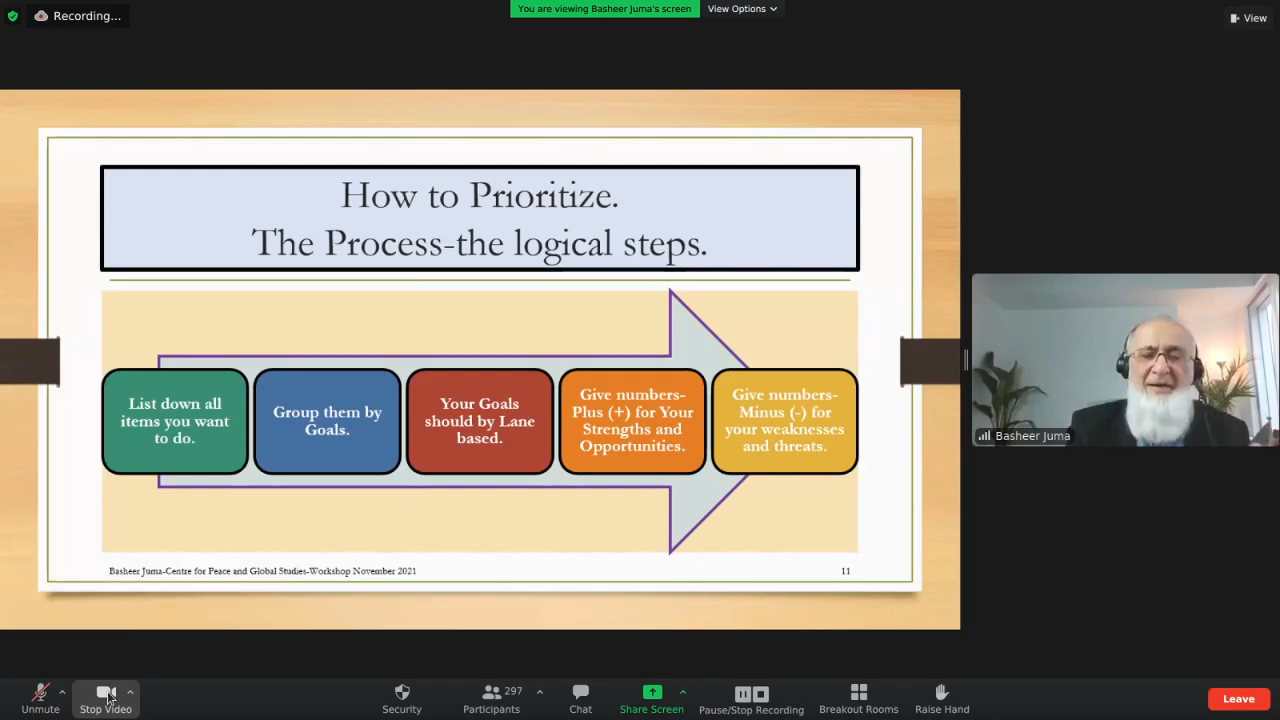 Recording...
You are viewing Basheer Juma's screen
View Options
View
How to Prioritize.
The Process-the logical steps.
List down all
items you want
to do.
Group them by
Goals.
Your Goals
should by Lane
based.
Give numbers-
Plus (+) for Your
Strengths and
Opportunities.
Give numbers-
Minus (-) for
your weaknesses
and threats.
Basheer Juma-Centre for Peace and Global Studies-Workshop November 2021
11
Basheer Juma
Unmute
Stop Video
Security
297
Participants
Chat
Share Screen
Pause/Stop Recording
Breakout Rooms
Raise Hand
Leave